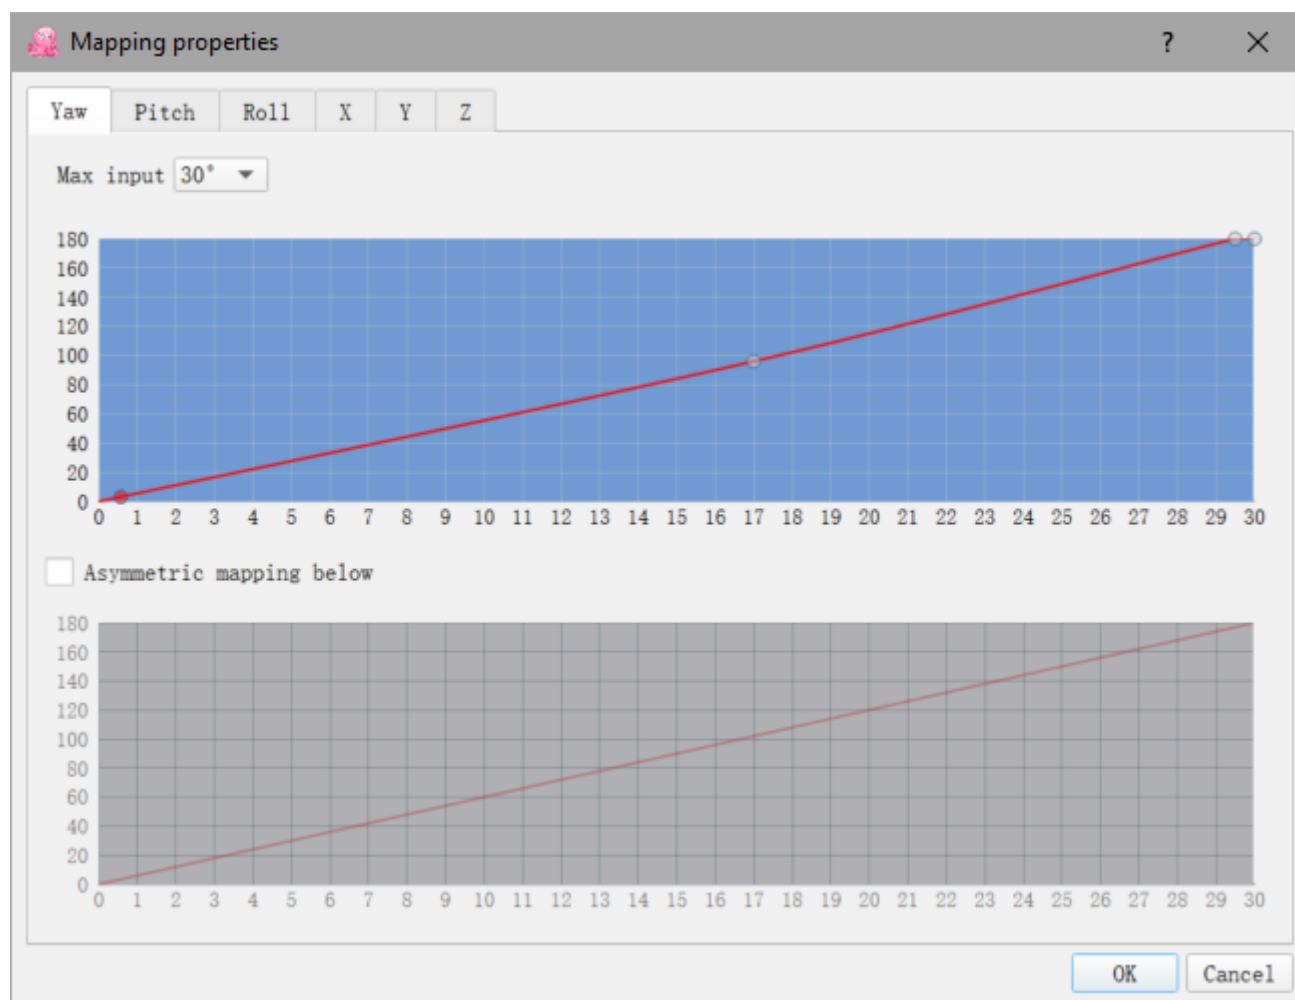 Mapping properties ?
Yaw Pitch Roll X Y Z
Max input 30°
180
160
140
120
100
80
60
40
20
0
0 1 2 3 4 5 6 7 8 9 10 11 12 13 14 15 16 17 18 19 20 21 22 23 24 25 26 27 28 29 30
Asymmetric mapping below
180
160
140
120
100
80
60
40
20
0
0 1 2 3 4 5 6 7 8 9 10 11 12 13 14 15 16 17 18 19 20 21 22 23 24 25 26 27 28 29 30
OK Cancel